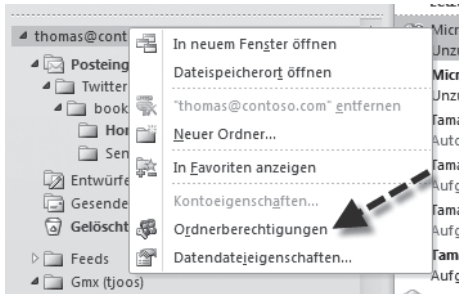 thomas@cont
Posteing
Twitter
book
Hor
Sen
Entwürfe
Gesende
Gelöscht
Feeds
Gmx (tjoos)
In neuem Fenster öffnen
Dateispeicherort öffnen
"thomas@contoso.com" entfernen
Neuer Ordner...
In Favoriten anzeigen
Kontoeigenschaften...
Ordnerberechtigungen
Datendateieigenschaften...
Micr
Unzu
Micr
Unzu
Tama
Auto
Tama
Aufg
Tama
Aufg
Tam
Aufg